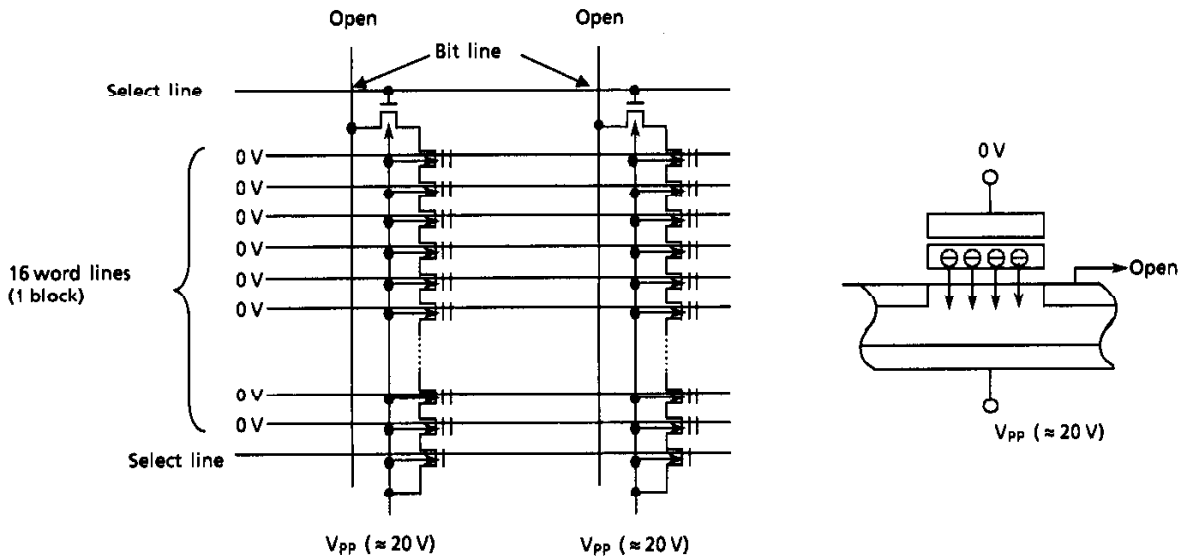 Open
Open
Bit line
Select line
0 V
0 V
0 V
0 V
0 V
0 V
0 V
0 V
16 word lines
(1 block)
Select line
VPP ( ≈ 20 V)
VPP ( ≈ 20 V)
0 V
Open
VPP ( ≈ 20 V)